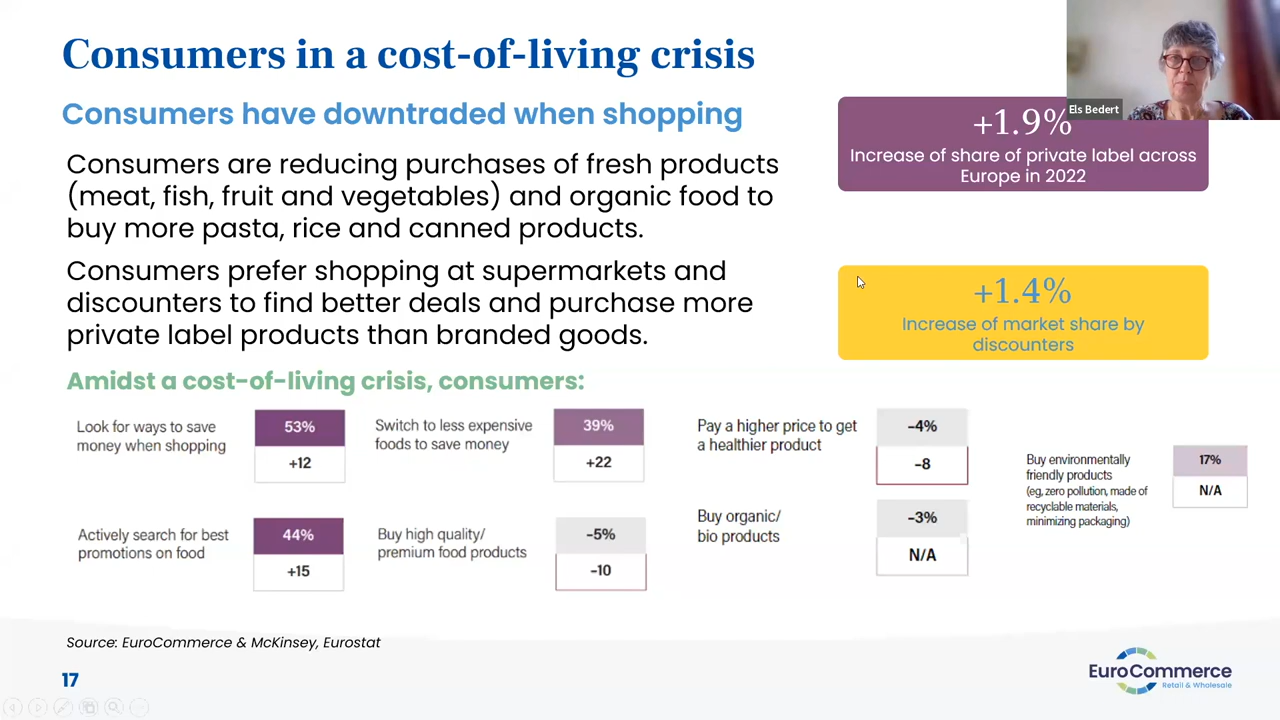 Consumers in a cost-of-living crisis
Consumers have downtraded when shopping
Consumers are reducing purchases of fresh products
(meat, fish, fruit and vegetables) and organic food to
buy more pasta, rice and canned products.
Consumers prefer shopping at supermarkets and
discounters to find better deals and purchase more
private label products than branded goods.
Els Bedert
+1.9%
Increase of share of private label across
Europe in 2022
+1.4%
Increase of market share by
discounters
Amidst a cost-of-living crisis, consumers:
Look for ways to save
money when shopping
53%
+12
Switch to less expensive
foods to save money
39%
+22
Pay a higher price to get
a healthier product
-4%
-8
Buy environmentally
friendly products
(eg, zero pollution, made of
recyclable materials,
minimizing packaging)
17%
N/A
Actively search for best
promotions on food
44%
+15
Buy high quality/
premium food products
-5%
-10
Buy organic/
bio products
-3%
N/A
Source: EuroCommerce & McKinsey, Eurostat
17
EuroCommerce
Retail & Wholesale